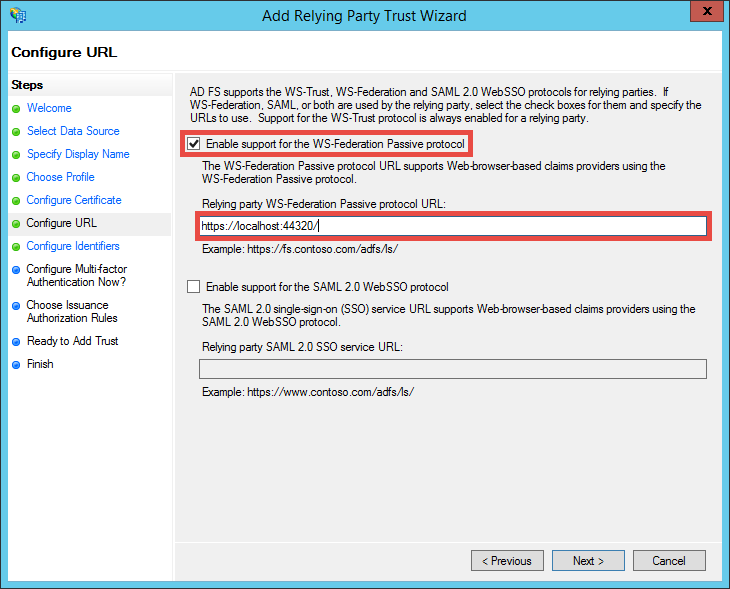 Add Relying Party Trust Wizard
x
Configure URL
Steps
Welcome
Select Data Source
Specify Display Name
Choose Profile
Configure Certificate
Configure URL
Configure Identifiers
Configure Multi-factor
Authentication Now?
Choose Issuance
Authorization Rules
Ready to Add Trust
Finish
AD FS supports the WS-Trust, WS-Federation and SAML 2.0 WebSSO protocols for relying parties. If
WS-Federation, SAML, or both are used by the relying party, select the check boxes for them and specify the
URLs to use. Support for the WS-Trust protocol is always enabled for a relying party.
Enable support for the WS-Federation Passive protocol
The WS-Federation Passive protocol URL supports Web-browser-based claims providers using the
WS-Federation Passive protocol.
Relying party WS-Federation Passive protocol URL:
https://localhost:44320/
Example: https://fs.contoso.com/adfs/ls/
Enable support for the SAML 2.0 WebSSO protocol
The SAML 2.0 single-sign-on (SSO) service URL supports Web-browser-based claims providers using the
SAML 2.0 WebSSO protocol.
Relying party SAML 2.0 SSO service URL:
Example: https://www.contoso.com/adfs/ls/
< Previous
Next >
Cancel